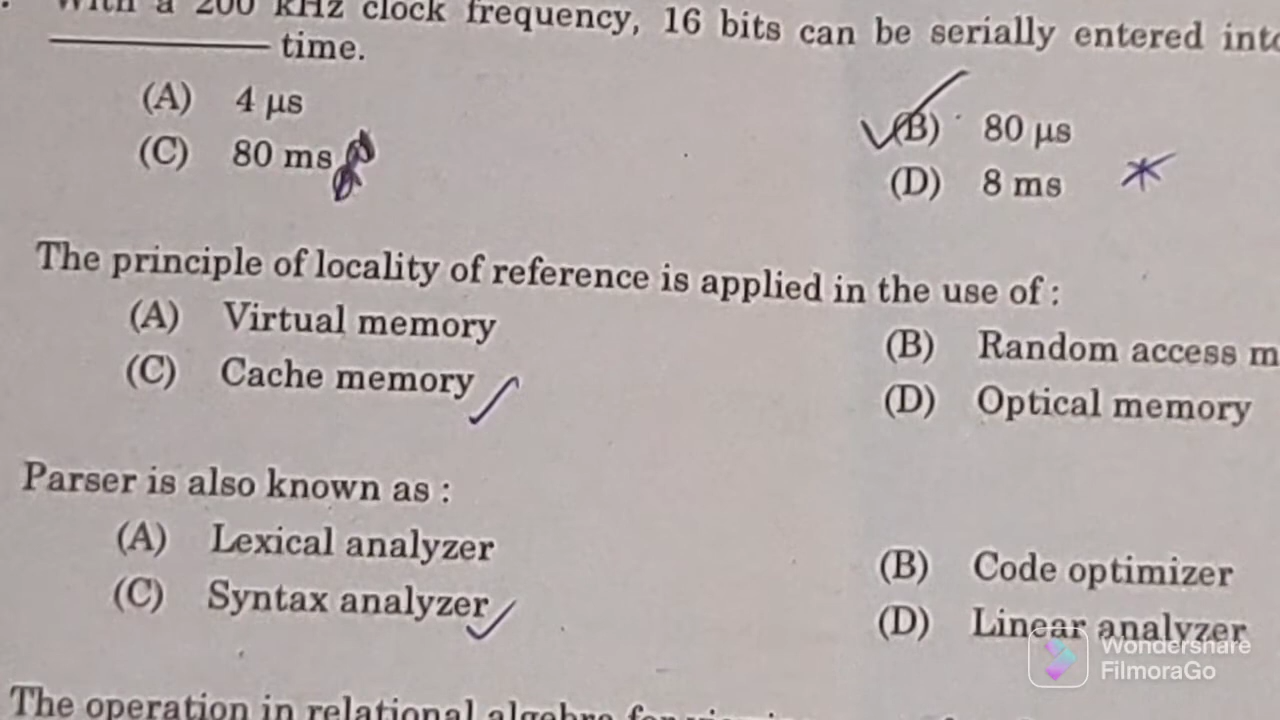 With a 200 kHz clock frequency, 16 bits can be serially entered into
__________ time.
(A) 4 µs
(B) 80 µs
(C) 80 ms
(D) 8 ms
The principle of locality of reference is applied in the use of :
(A) Virtual memory
(B) Random access m
(C) Cache memory
(D) Optical memory
Parser is also known as :
(A) Lexical analyzer
(B) Code optimizer
(C) Syntax analyzer
(D) Linear analyzer
Wondershare
FilmoraGo
The operation in relational algebra